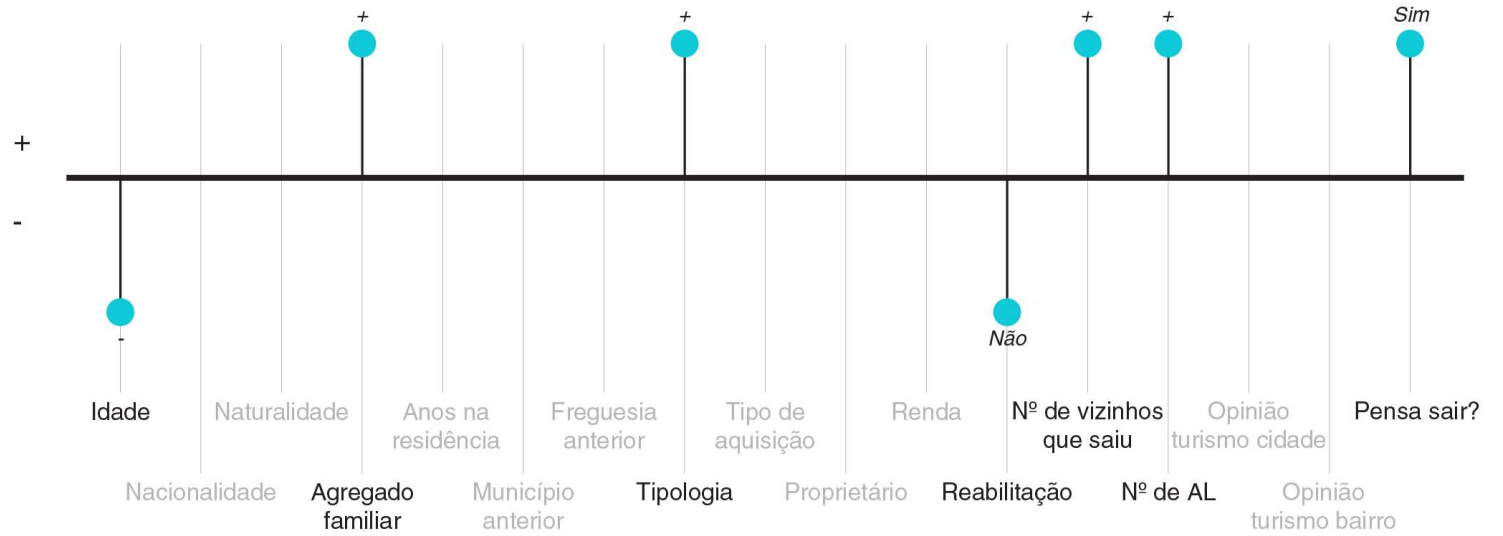 +
+
+
+
Sim
+
-
-
Não
Idade
Naturalidade
Anos na
residência
Freguesia
anterior
Tipo de
aquisição
Renda
Nº de vizinhos
que saiu
Opinião
turismo cidade
Pensa sair?
Nacionalidade
Agregado
familiar
Município
anterior
Tipologia
Proprietário
Reabilitação
Nº de AL
Opinião
turismo bairro